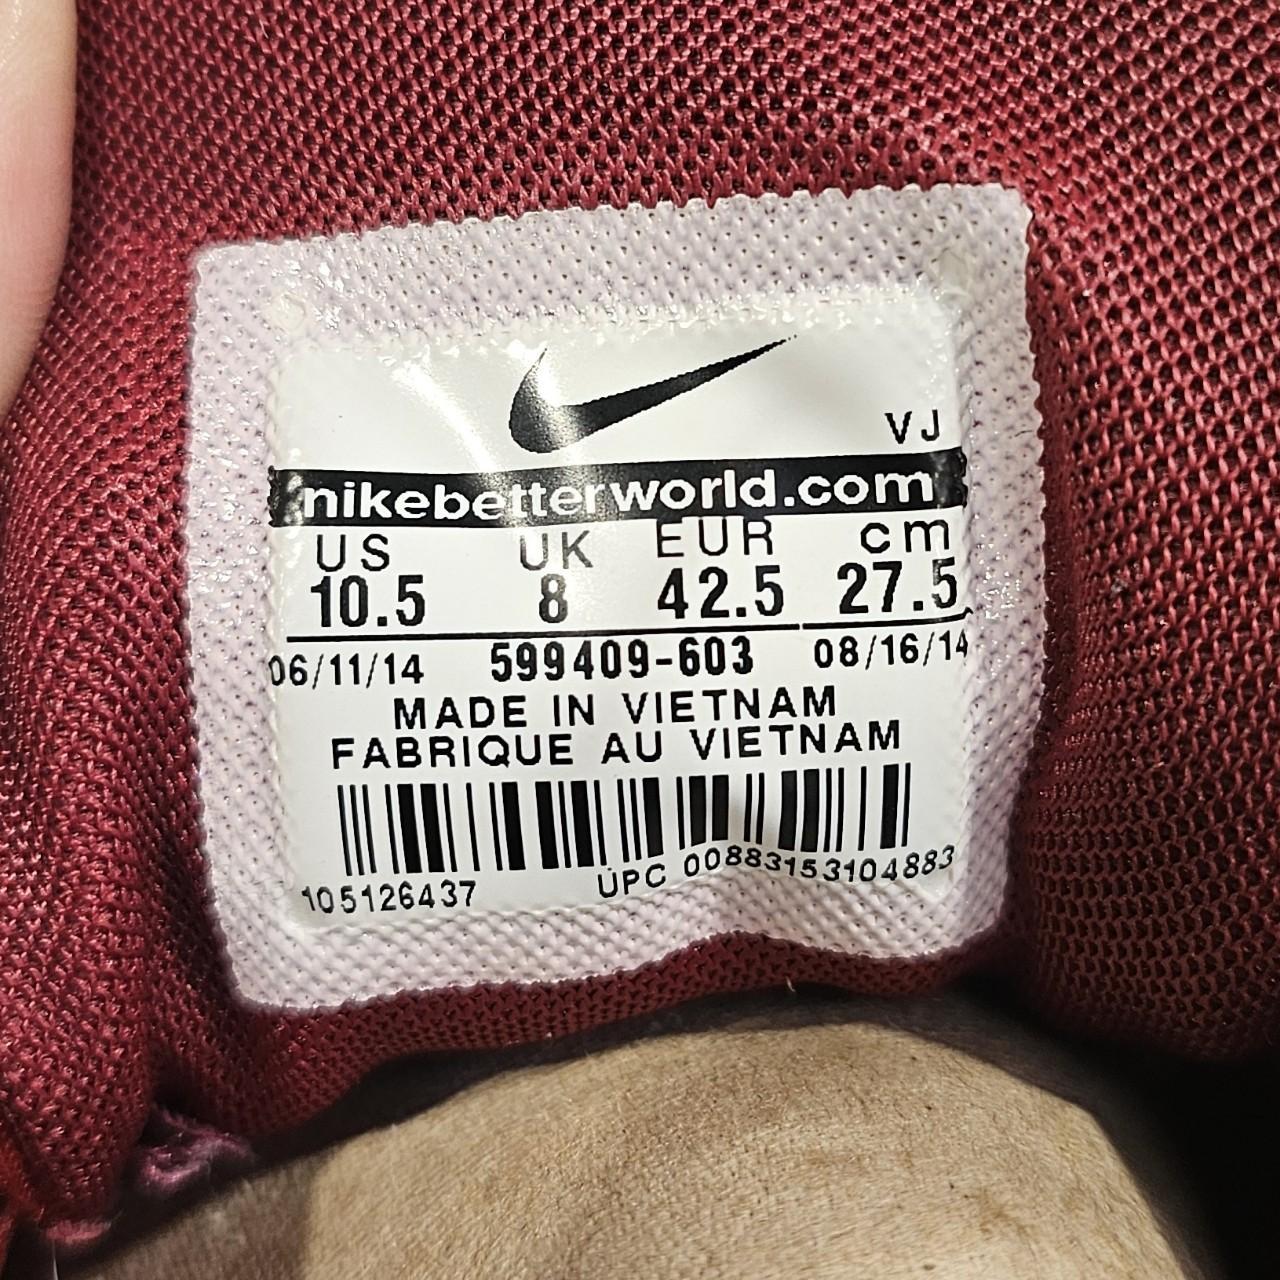 VJ
nikebetterworld.com
US UK EUR cm
10.5 8 42.5 27.5
06/11/14 599409-603 08/16/14
MADE IN VIETNAM
FABRIQUE AU VIETNAM
105126437 UPC 00883153104883